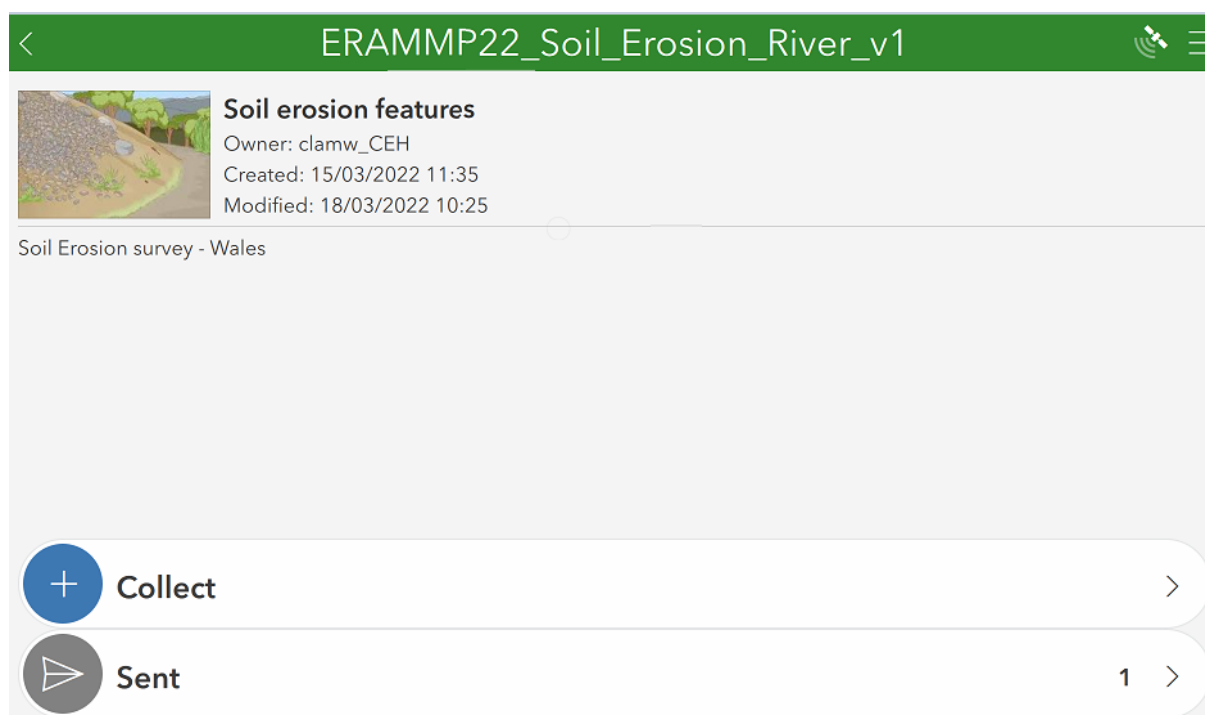 ERAMMP22_Soil_Erosion_River_v1
Soil erosion features
Owner: clamw_CEH
Created: 15/03/2022 11:35
Modified: 18/03/2022 10:25
Soil Erosion survey - Wales
Collect
Sent 1